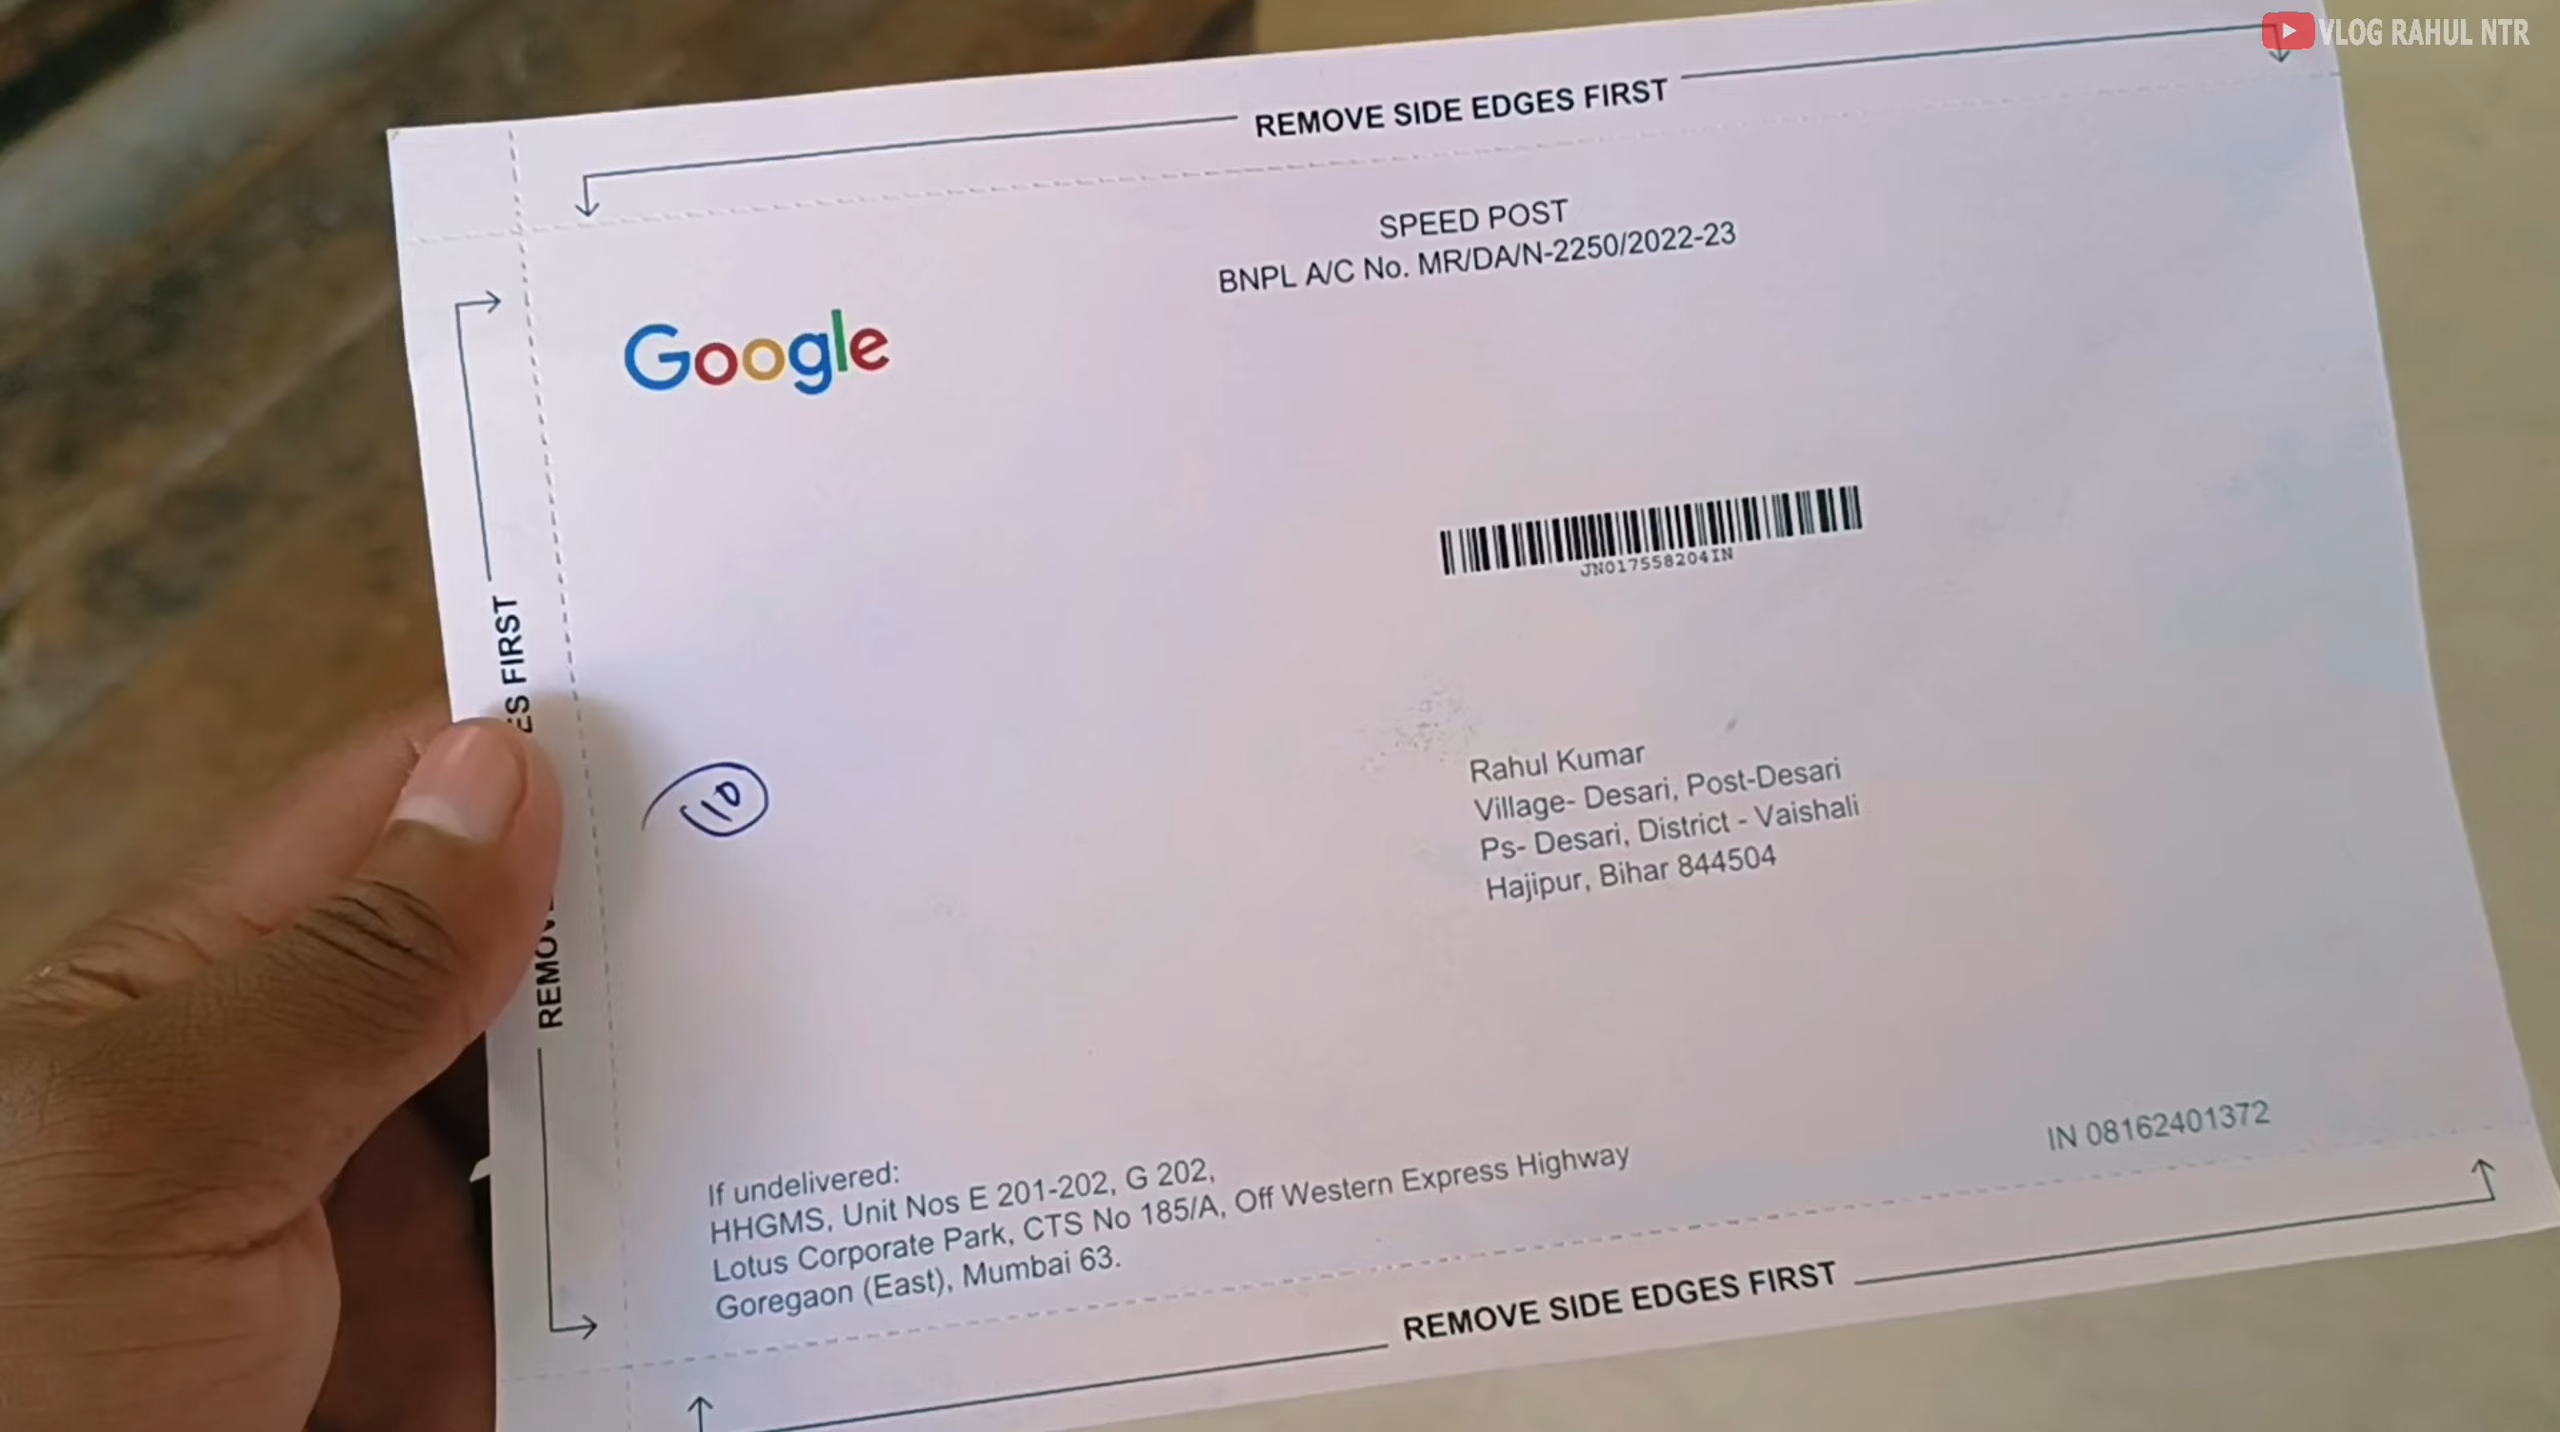 VLOG RAHUL NTR
REMOVE SIDE EDGES FIRST
SPEED POST
BNPL A/C No. MR/DA/N-2250/2022-23
Google
JN017558204IN
ES FIRST
REMOV
10
Rahul Kumar
Village- Desari, Post-Desari
Ps- Desari, District - Vaishali
Hajipur, Bihar 844504
If undelivered:
HHGMS, Unit Nos E 201-202, G 202,
Lotus Corporate Park, CTS No 185/A, Off Western Express Highway
Goregaon (East), Mumbai 63.
IN 08162401372
REMOVE SIDE EDGES FIRST